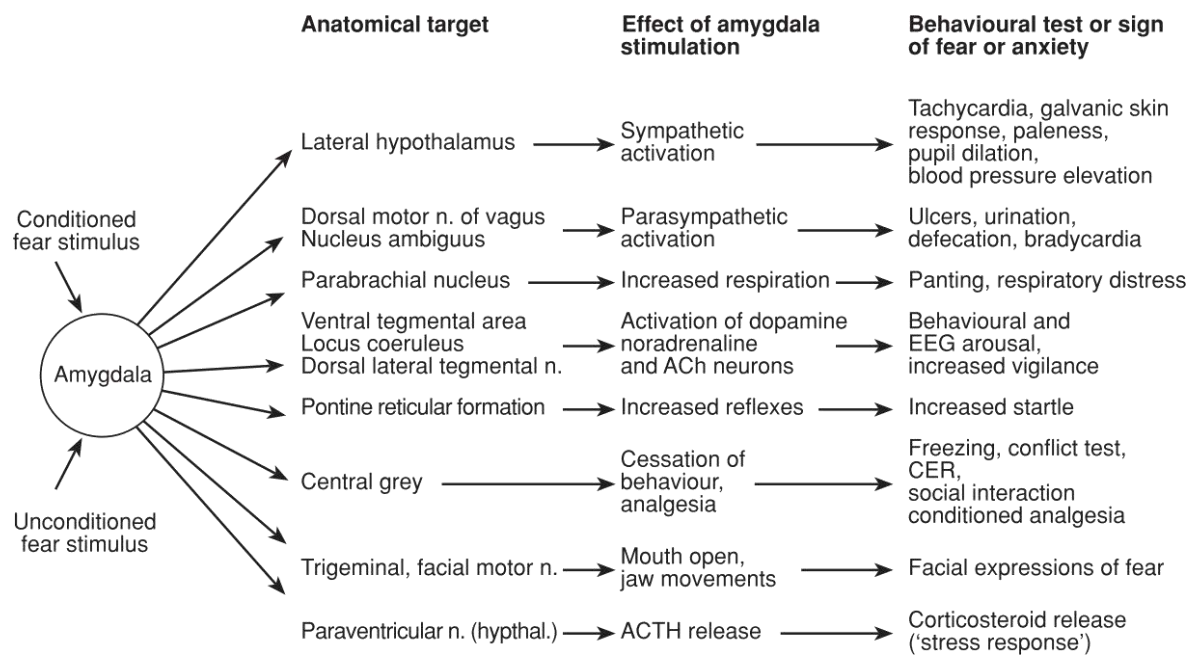 Anatomical target
Effect of amygdala
stimulation
Behavioural test or sign
of fear or anxiety
Conditioned
fear stimulus
Amygdala
Unconditioned
fear stimulus
Lateral hypothalamus
Sympathetic
activation
Tachycardia, galvanic skin
response, paleness,
pupil dilation,
blood pressure elevation
Dorsal motor n. of vagus
Nucleus ambiguus
Parasympathetic
activation
Ulcers, urination,
defecation, bradycardia
Parabrachial nucleus
Increased respiration
Panting, respiratory distress
Ventral tegmental area
Locus coeruleus
Dorsal lateral tegmental n.
Activation of dopamine
noradrenaline
and ACh neurons
Behavioural and
EEG arousal,
increased vigilance
Pontine reticular formation
Increased reflexes
Increased startle
Central grey
Cessation of
behaviour,
analgesia
Freezing, conflict test,
CER,
social interaction
conditioned analgesia
Trigeminal, facial motor n.
Mouth open,
jaw movements
Facial expressions of fear
Paraventricular n. (hypthal.)
ACTH release
Corticosteroid release
(‘stress response’)